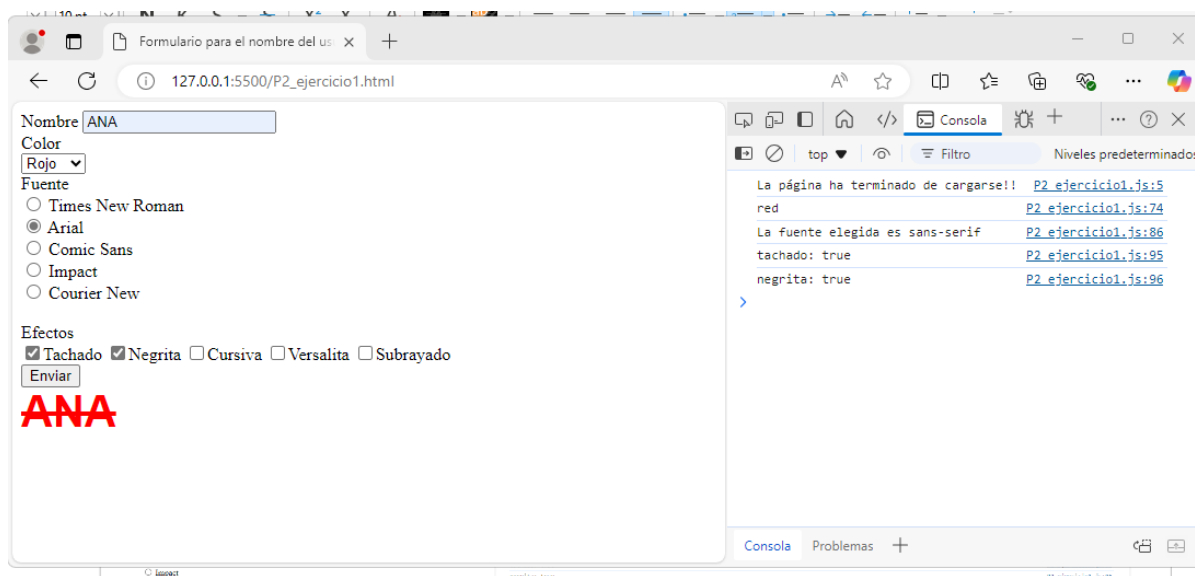 10 pt
Formulario para el nombre del us
127.0.0.1:5500/P2_ejercicio1.html
Nombre ANA
Color
Rojo
Fuente
Times New Roman
Arial
Comic Sans
Impact
Courier New
Efectos
Tachado Negrita Cursiva Versalita Subrayado
Enviar
ANA
Consola
top Filtro Niveles predeterminados
La página ha terminado de cargarse!! P2_ejercicio1.js:5
red P2_ejercicio1.js:74
La fuente elegida es sans-serif P2_ejercicio1.js:86
tachado: true P2_ejercicio1.js:95
negrita: true P2_ejercicio1.js:96
Consola Problemas
Impact